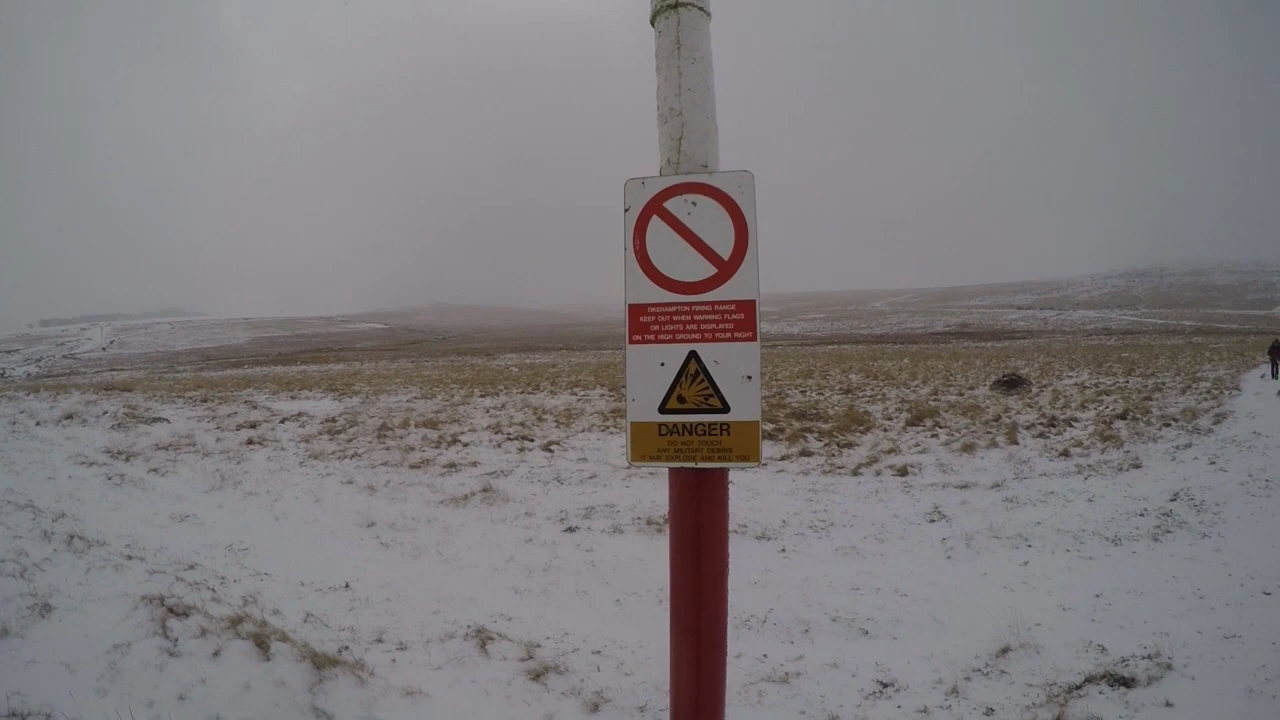 OKEHAMPTON FIRING RANGE
KEEP OUT WHEN WARNING FLAGS
OR LIGHTS ARE DISPLAYED
ON THE HIGH GROUND TO YOUR RIGHT
DANGER
DO NOT TOUCH
ANY MILITARY DEBRIS
IT MAY EXPLODE AND KILL YOU